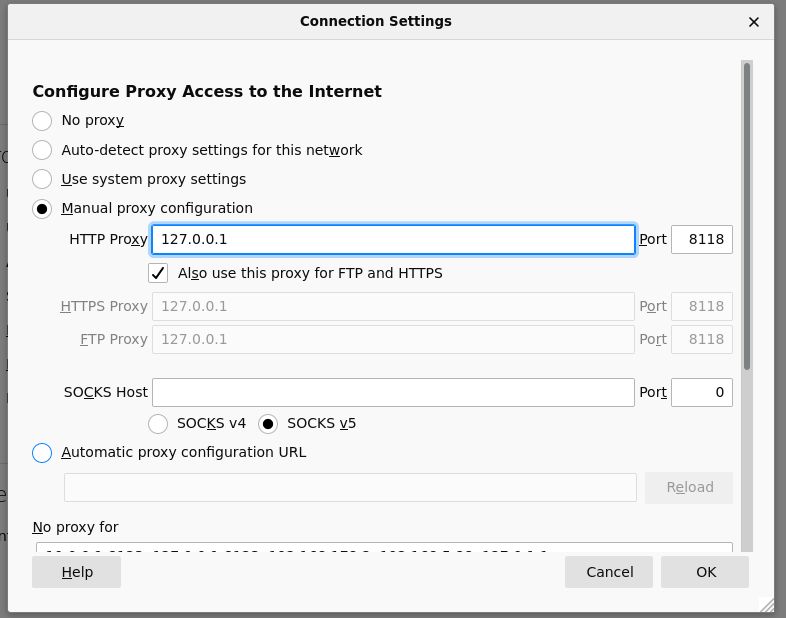 Connection Settings
Configure Proxy Access to the Internet
No proxy
Auto-detect proxy settings for this network
Use system proxy settings
Manual proxy configuration
HTTP Proxy 127.0.0.1 Port 8118
Also use this proxy for FTP and HTTPS
HTTPS Proxy 127.0.0.1 Port 8118
FTP Proxy 127.0.0.1 Port 8118
SOCKS Host Port 0
SOCKS v4 SOCKS v5
Automatic proxy configuration URL
Reload
No proxy for
Help Cancel OK